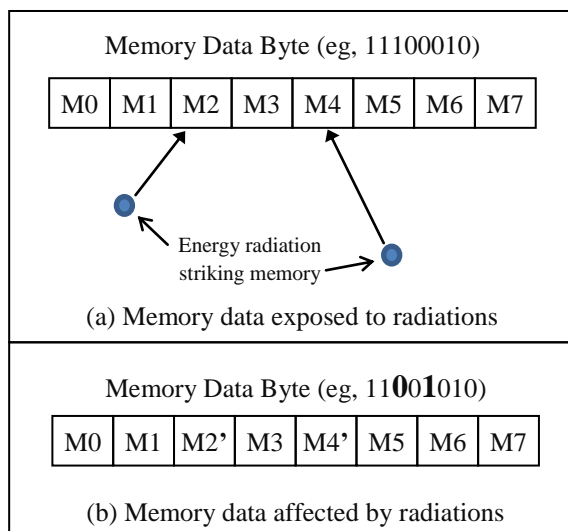 Memory Data Byte (eg, 11100010)
M0 M1 M2 M3 M4 M5 M6 M7
Energy radiation
striking memory
(a) Memory data exposed to radiations
Memory Data Byte (eg, 11001010)
M0 M1 M2’ M3 M4’ M5 M6 M7
(b) Memory data affected by radiations